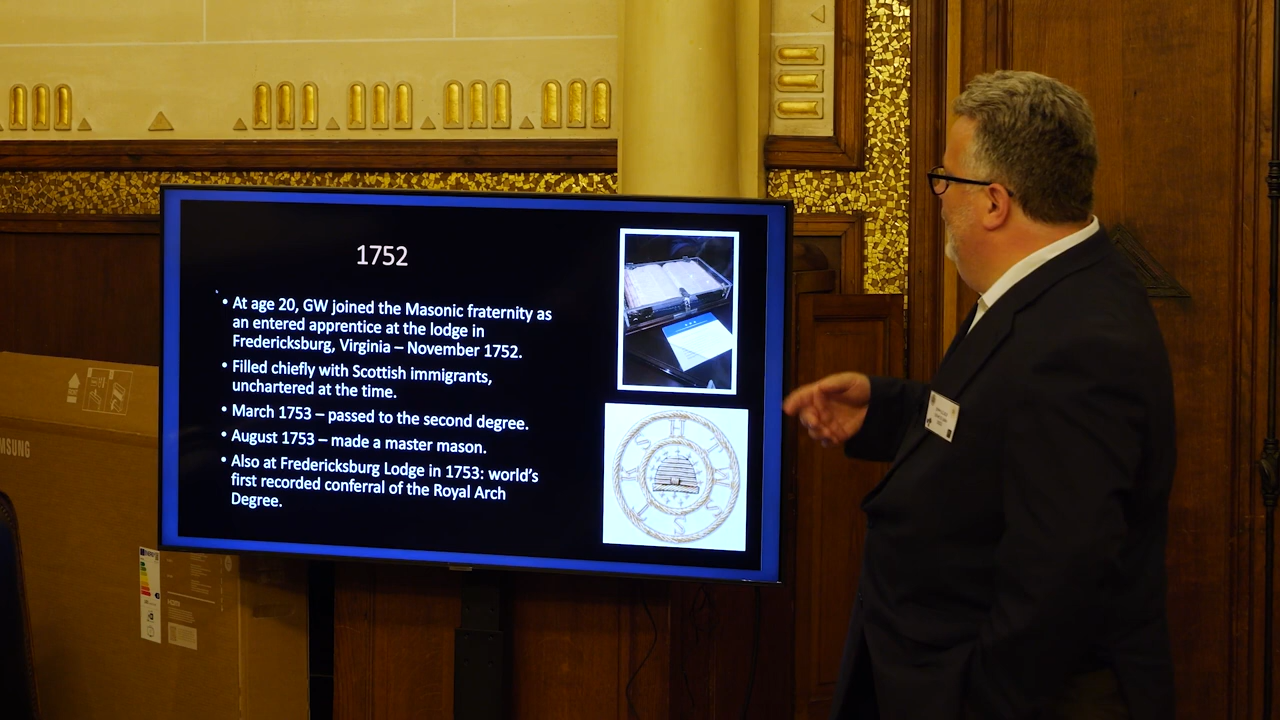 1752
• At age 20, GW joined the Masonic fraternity as
an entered apprentice at the lodge in
Fredericksburg, Virginia – November 1752.
• Filled chiefly with Scottish immigrants,
unchartered at the time.
• March 1753 – passed to the second degree.
• August 1753 – made a master mason.
• Also at Fredericksburg Lodge in 1753: world's
first recorded conferral of the Royal Arch
Degree.
H T W S S T K S
MSUNG